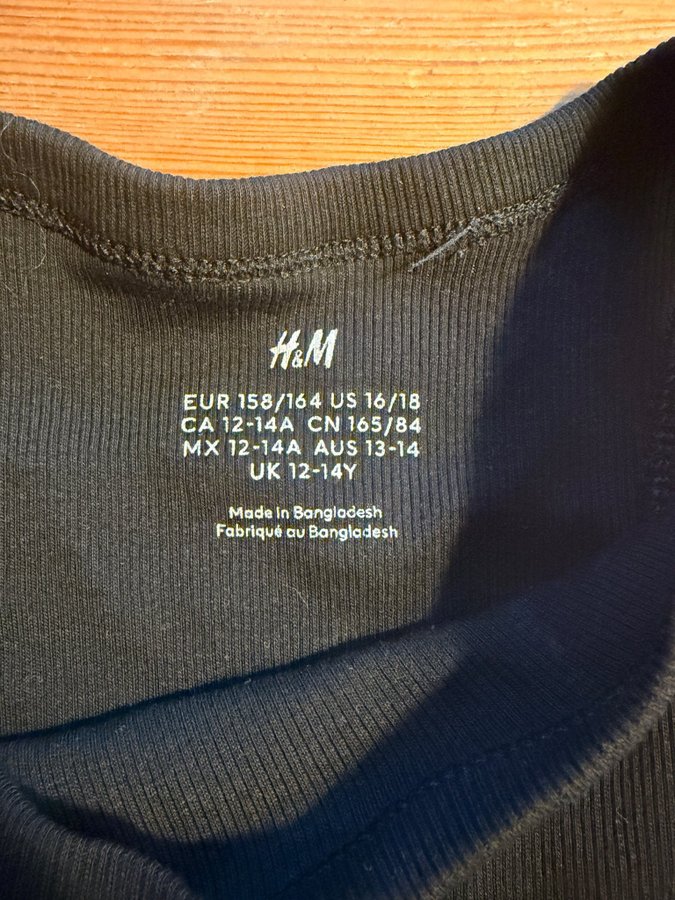 H&M
EUR 158/164 US 16/18
CA 12-14A CN 165/84
MX 12-14A AUS 13-14
UK 12-14Y
Made in Bangladesh
Fabriqué au Bangladesh